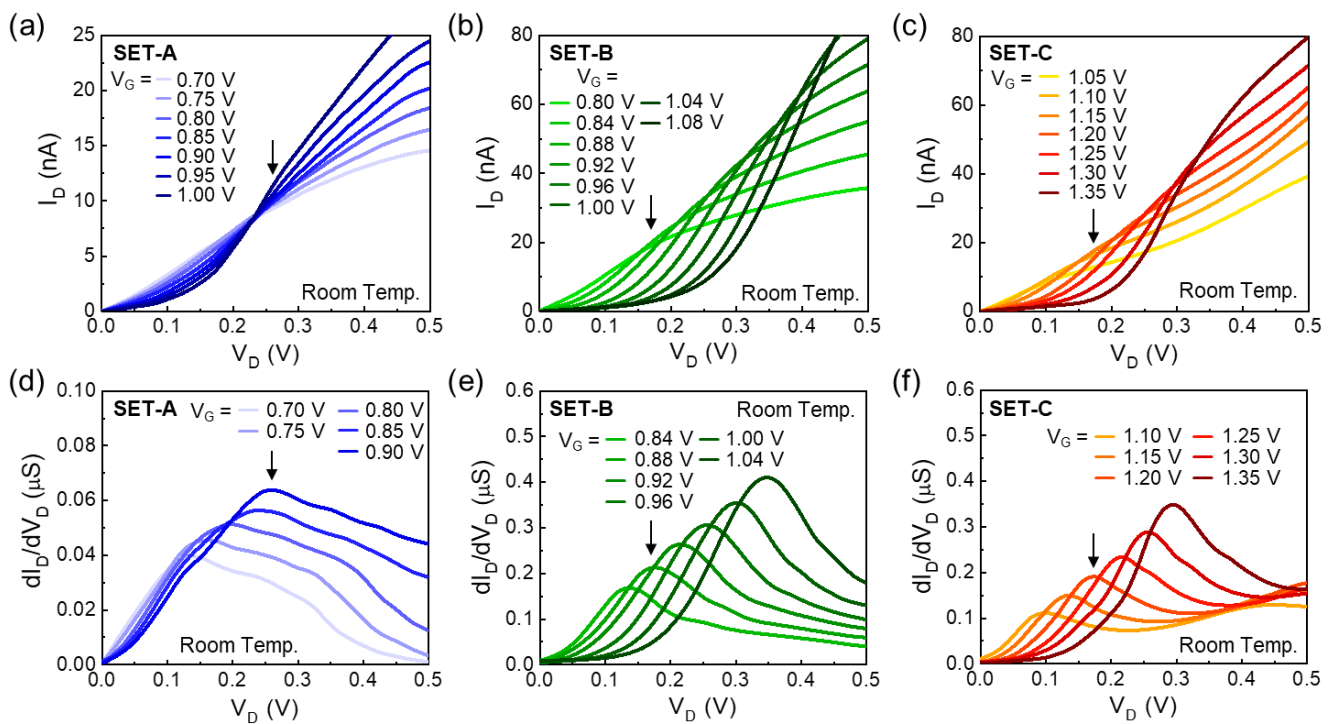 (a)
SET-A
V_G =
0.70 V
0.75 V
0.80 V
0.85 V
0.90 V
0.95 V
1.00 V
Room Temp.
I_D (nA)
25
20
15
10
5
0
0.0 0.1 0.2 0.3 0.4 0.5
V_D (V)
(b)
SET-B
V_G =
0.80 V 1.04 V
0.84 V 1.08 V
0.88 V
0.92 V
0.96 V
1.00 V
Room Temp.
I_D (nA)
80
60
40
20
0
0.0 0.1 0.2 0.3 0.4 0.5
V_D (V)
(c)
SET-C
V_G =
1.05 V
1.10 V
1.15 V
1.20 V
1.25 V
1.30 V
1.35 V
Room Temp.
I_D (nA)
80
60
40
20
0
0.0 0.1 0.2 0.3 0.4 0.5
V_D (V)
(d)
SET-A
V_G =
0.70 V 0.80 V
0.75 V 0.85 V
0.90 V
Room Temp.
dI_D/dV_D (μS)
0.10
0.08
0.06
0.04
0.02
0.00
0.0 0.1 0.2 0.3 0.4 0.5
V_D (V)
(e)
SET-B
Room Temp.
V_G =
0.84 V 1.00 V
0.88 V 1.04 V
0.92 V
0.96 V
dI_D/dV_D (μS)
0.6
0.5
0.4
0.3
0.2
0.1
0.0
0.0 0.1 0.2 0.3 0.4 0.5
V_D (V)
(f)
SET-C
V_G =
1.10 V 1.25 V
1.15 V 1.30 V
1.20 V 1.35 V
Room Temp.
dI_D/dV_D (μS)
0.6
0.5
0.4
0.3
0.2
0.1
0.0
0.0 0.1 0.2 0.3 0.4 0.5
V_D (V)